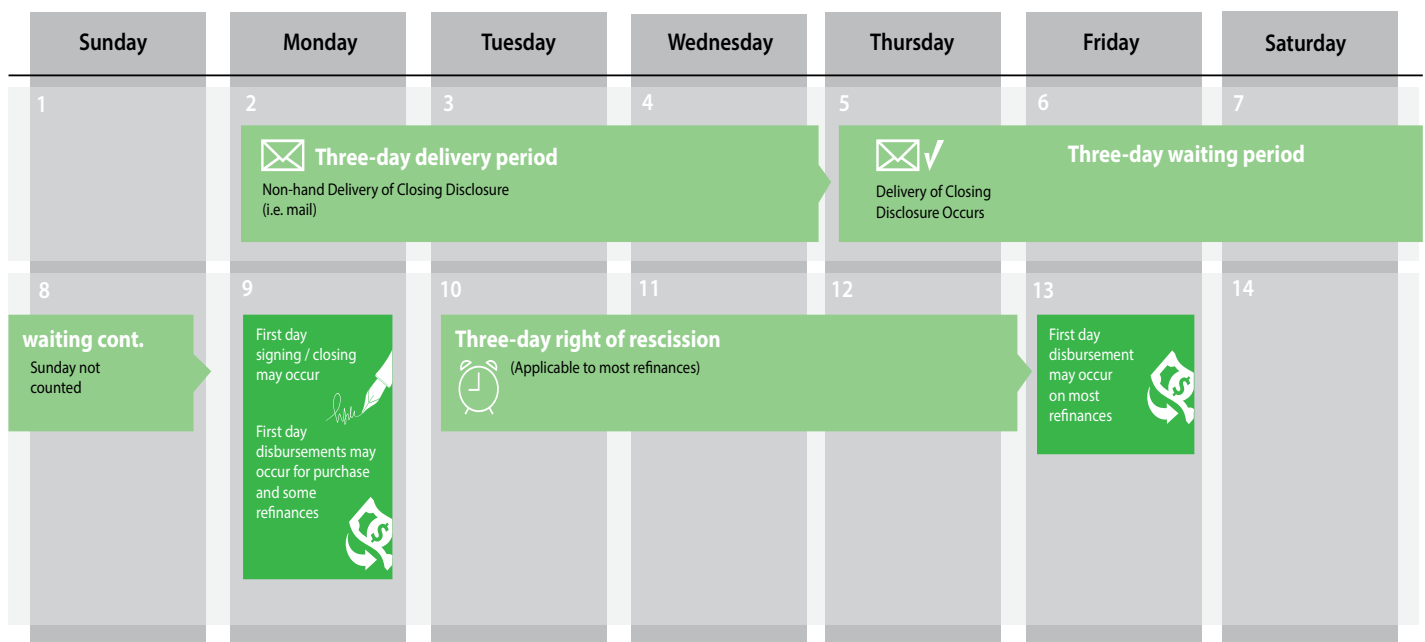 Sunday Monday Tuesday Wednesday Thursday Friday Saturday
1 2 3 4 5 6 7
Three-day delivery period
Non-hand Delivery of Closing Disclosure
(i.e. mail)
Three-day waiting period
Delivery of Closing
Disclosure Occurs
8 9 10 11 12 13 14
waiting cont.
Sunday not
counted
First day
signing / closing
may occur
First day
disbursements may
occur for purchase
and some
refinances
Three-day right of rescission
(Applicable to most refinances)
First day
disbursement
may occur
on most
refinances